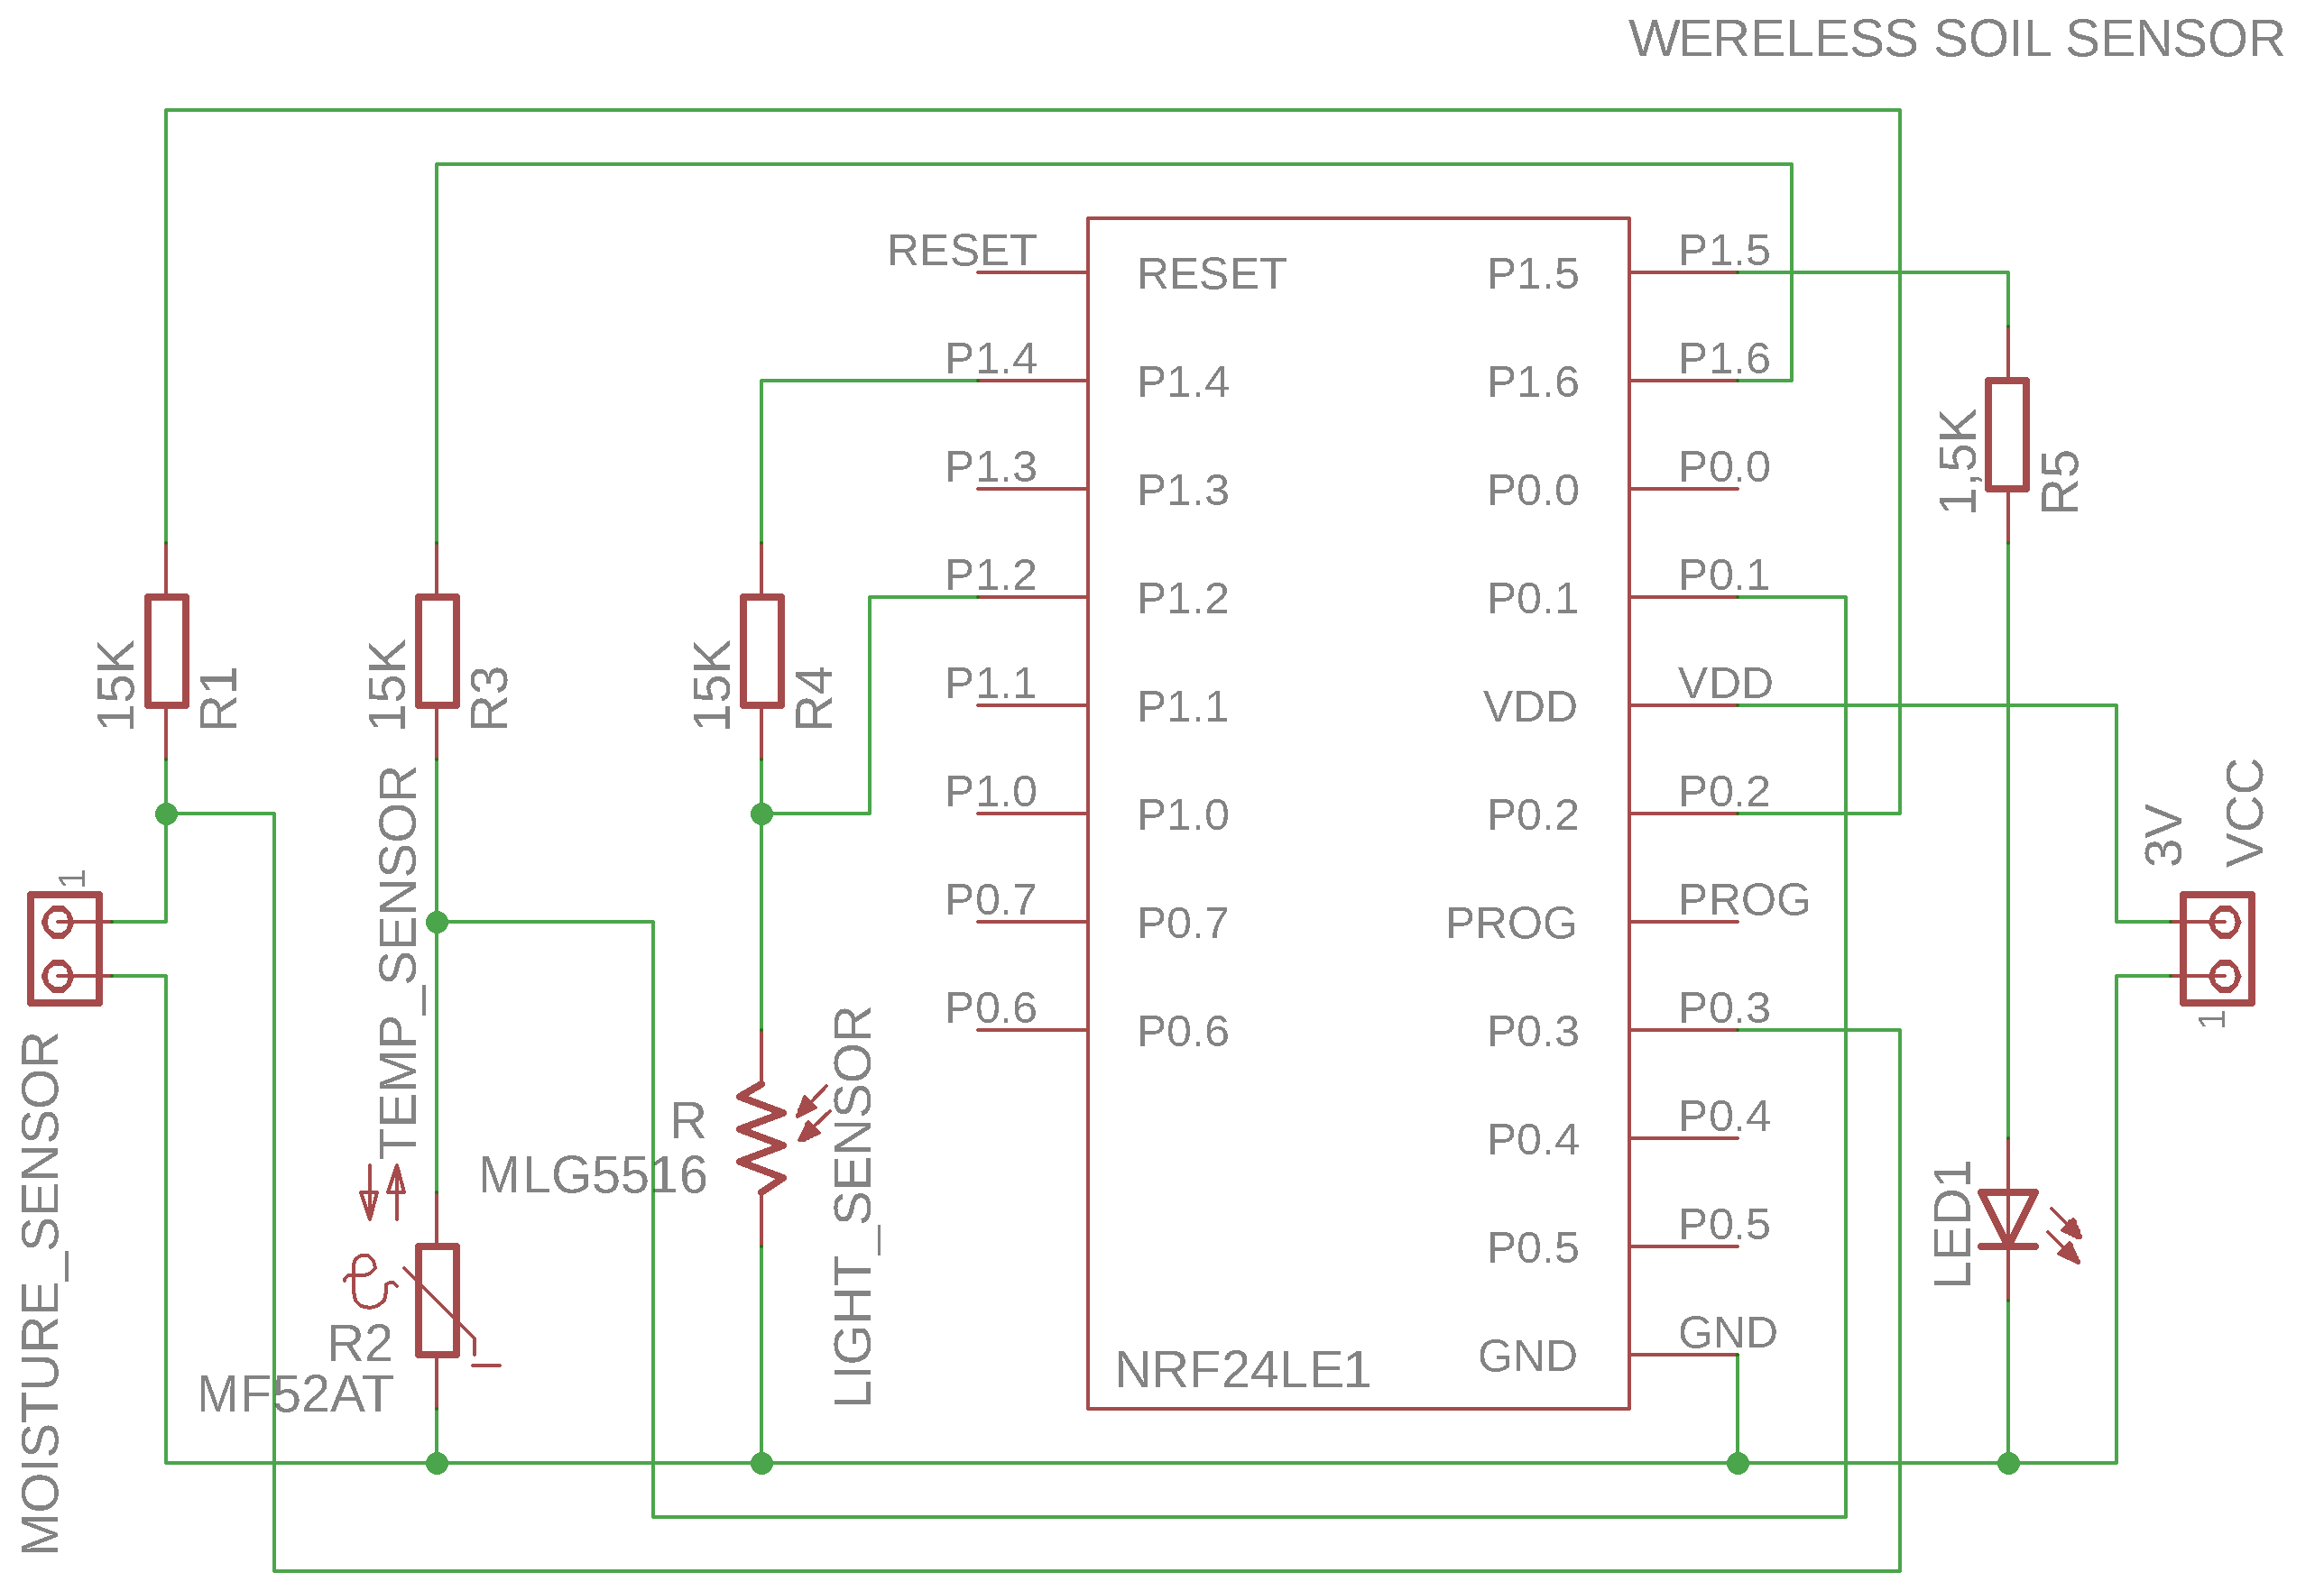 WERELESS SOIL SENSOR
RESET
P1.4
P1.3
P1.2
P1.1
P1.0
P0.7
P0.6
RESET
P1.4
P1.3
P1.2
P1.1
P1.0
P0.7
P0.6
NRF24LE1
P1.5
P1.6
P0.0
P0.1
VDD
P0.2
PROG
P0.3
P0.4
P0.5
GND
P1.5
P1.6
P0.0
P0.1
VDD
P0.2
PROG
P0.3
P0.4
P0.5
GND
15K
R1
15K
R3
15K
R4
1,5K
R5
1
MOISTURE_SENSOR
TEMP_SENSOR
R2
MF52AT
R
MLG5516
LIGHT_SENSOR
LED1
3V
VCC
1